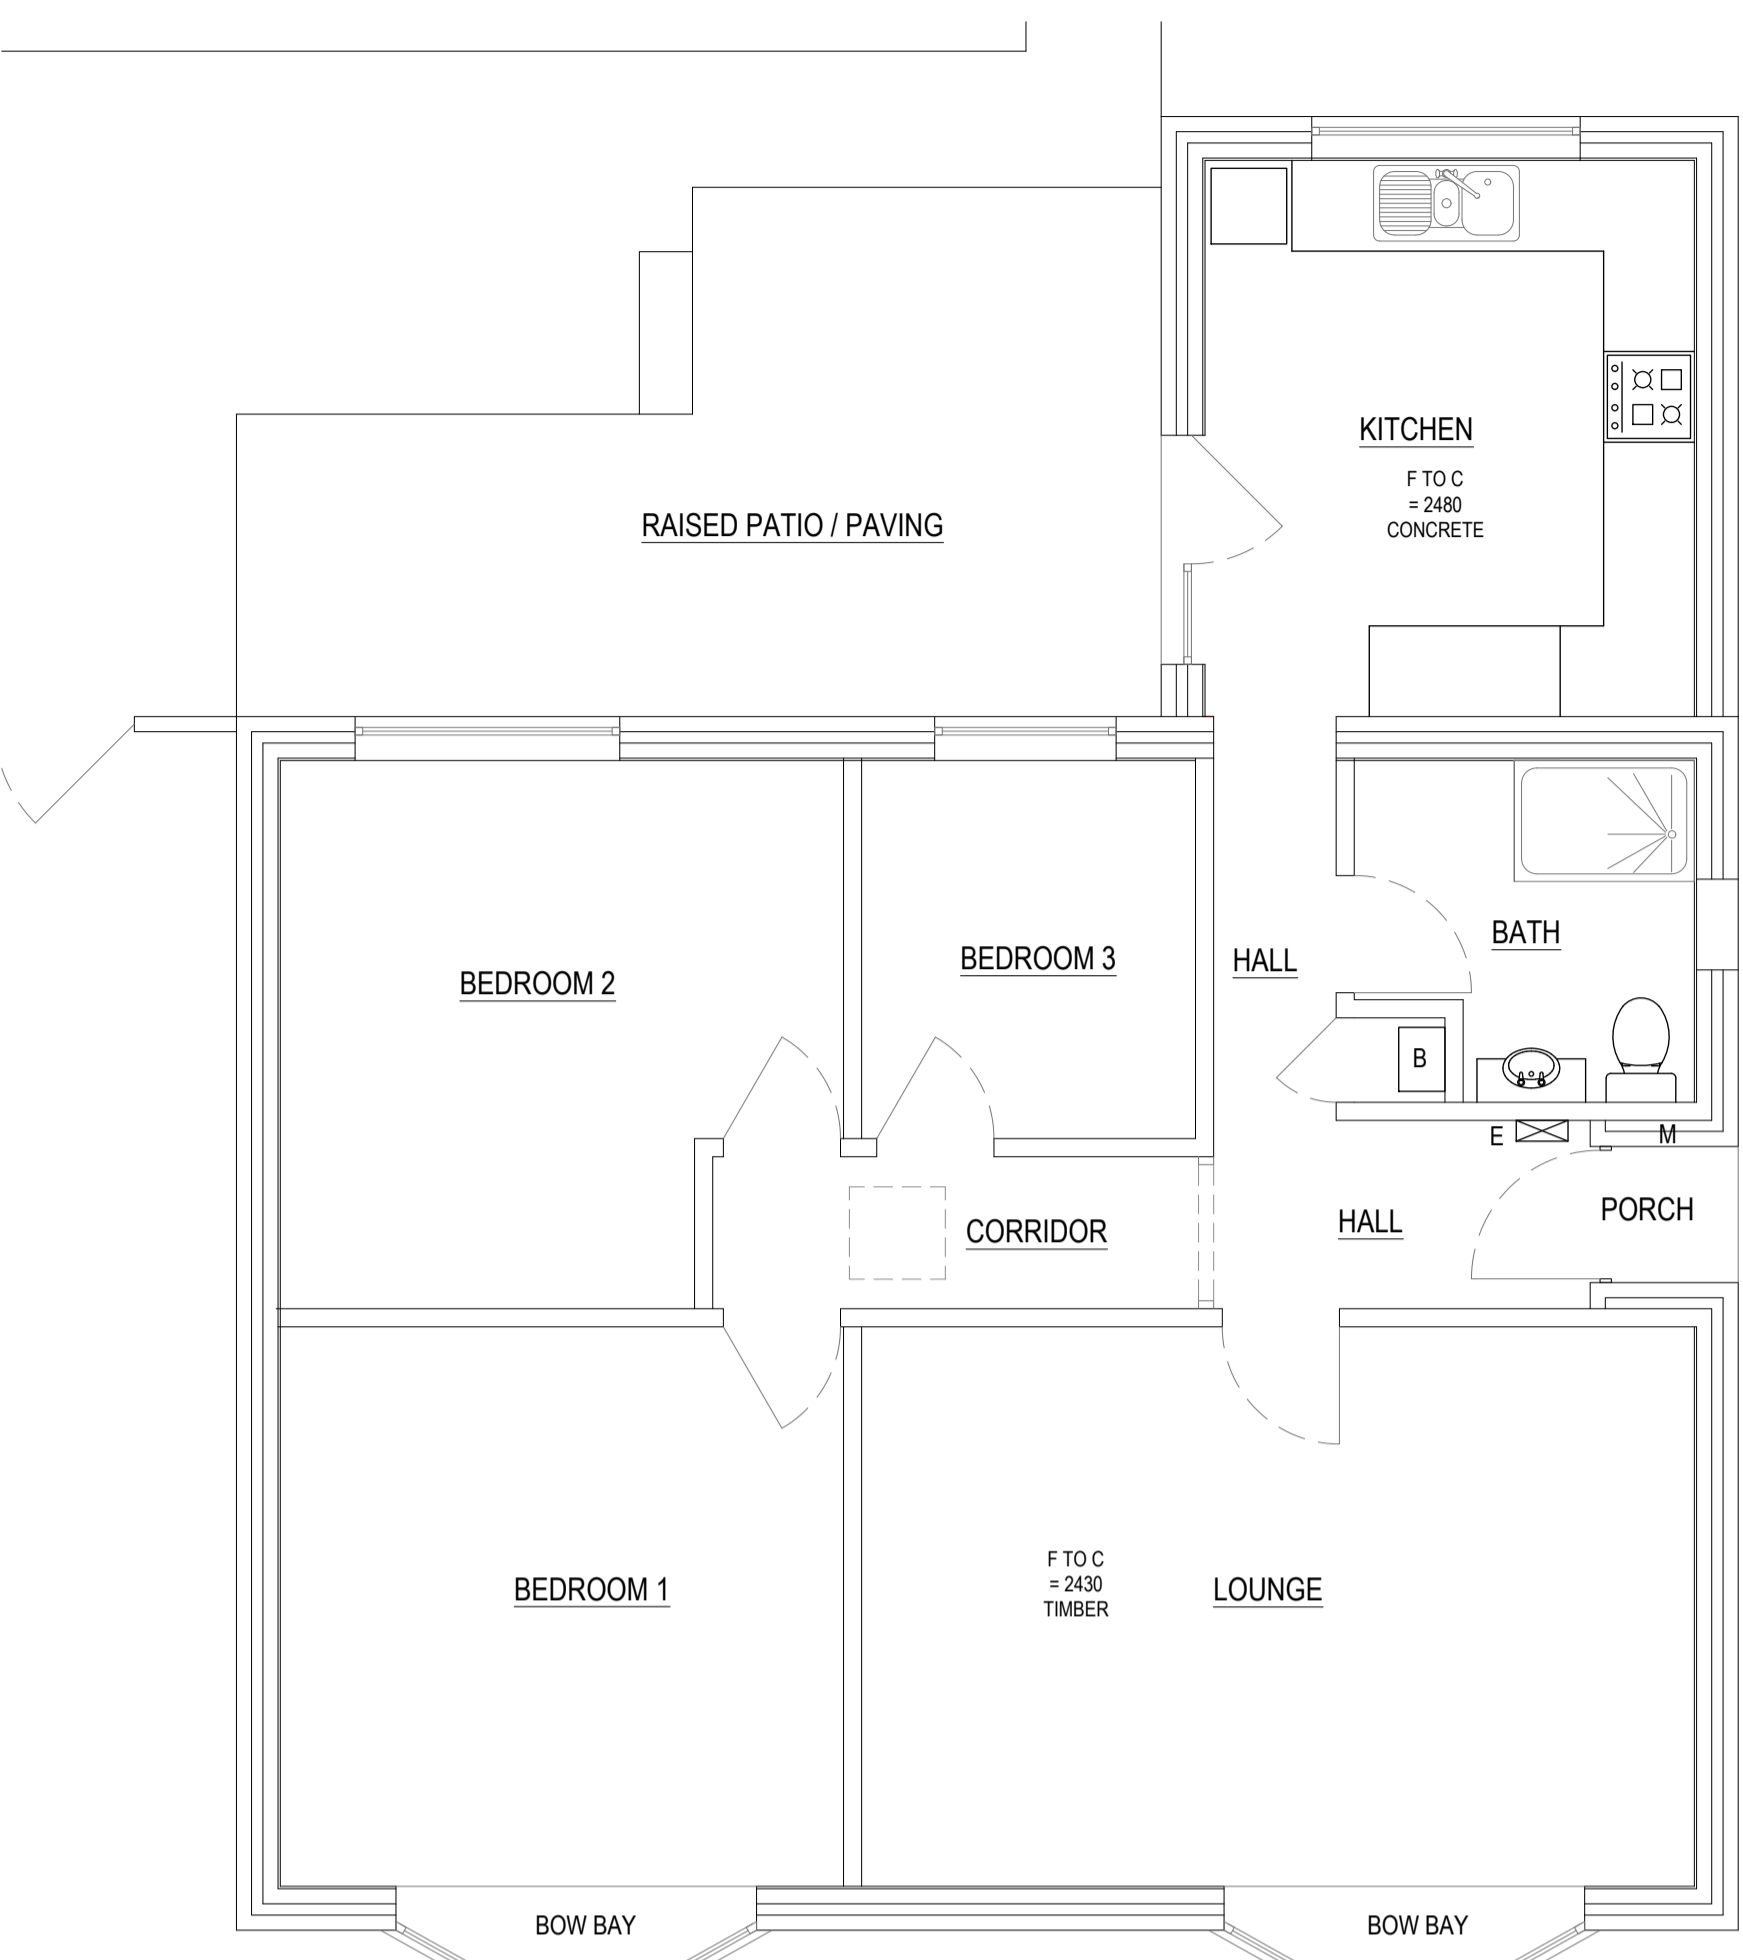 KITCHEN
F TO C
= 2480
CONCRETE
RAISED PATIO / PAVING
BEDROOM 2
BEDROOM 3
HALL
BATH
B
E
M
CORRIDOR
HALL
PORCH
BEDROOM 1
F TO C
= 2430
TIMBER
LOUNGE
BOW BAY
BOW BAY